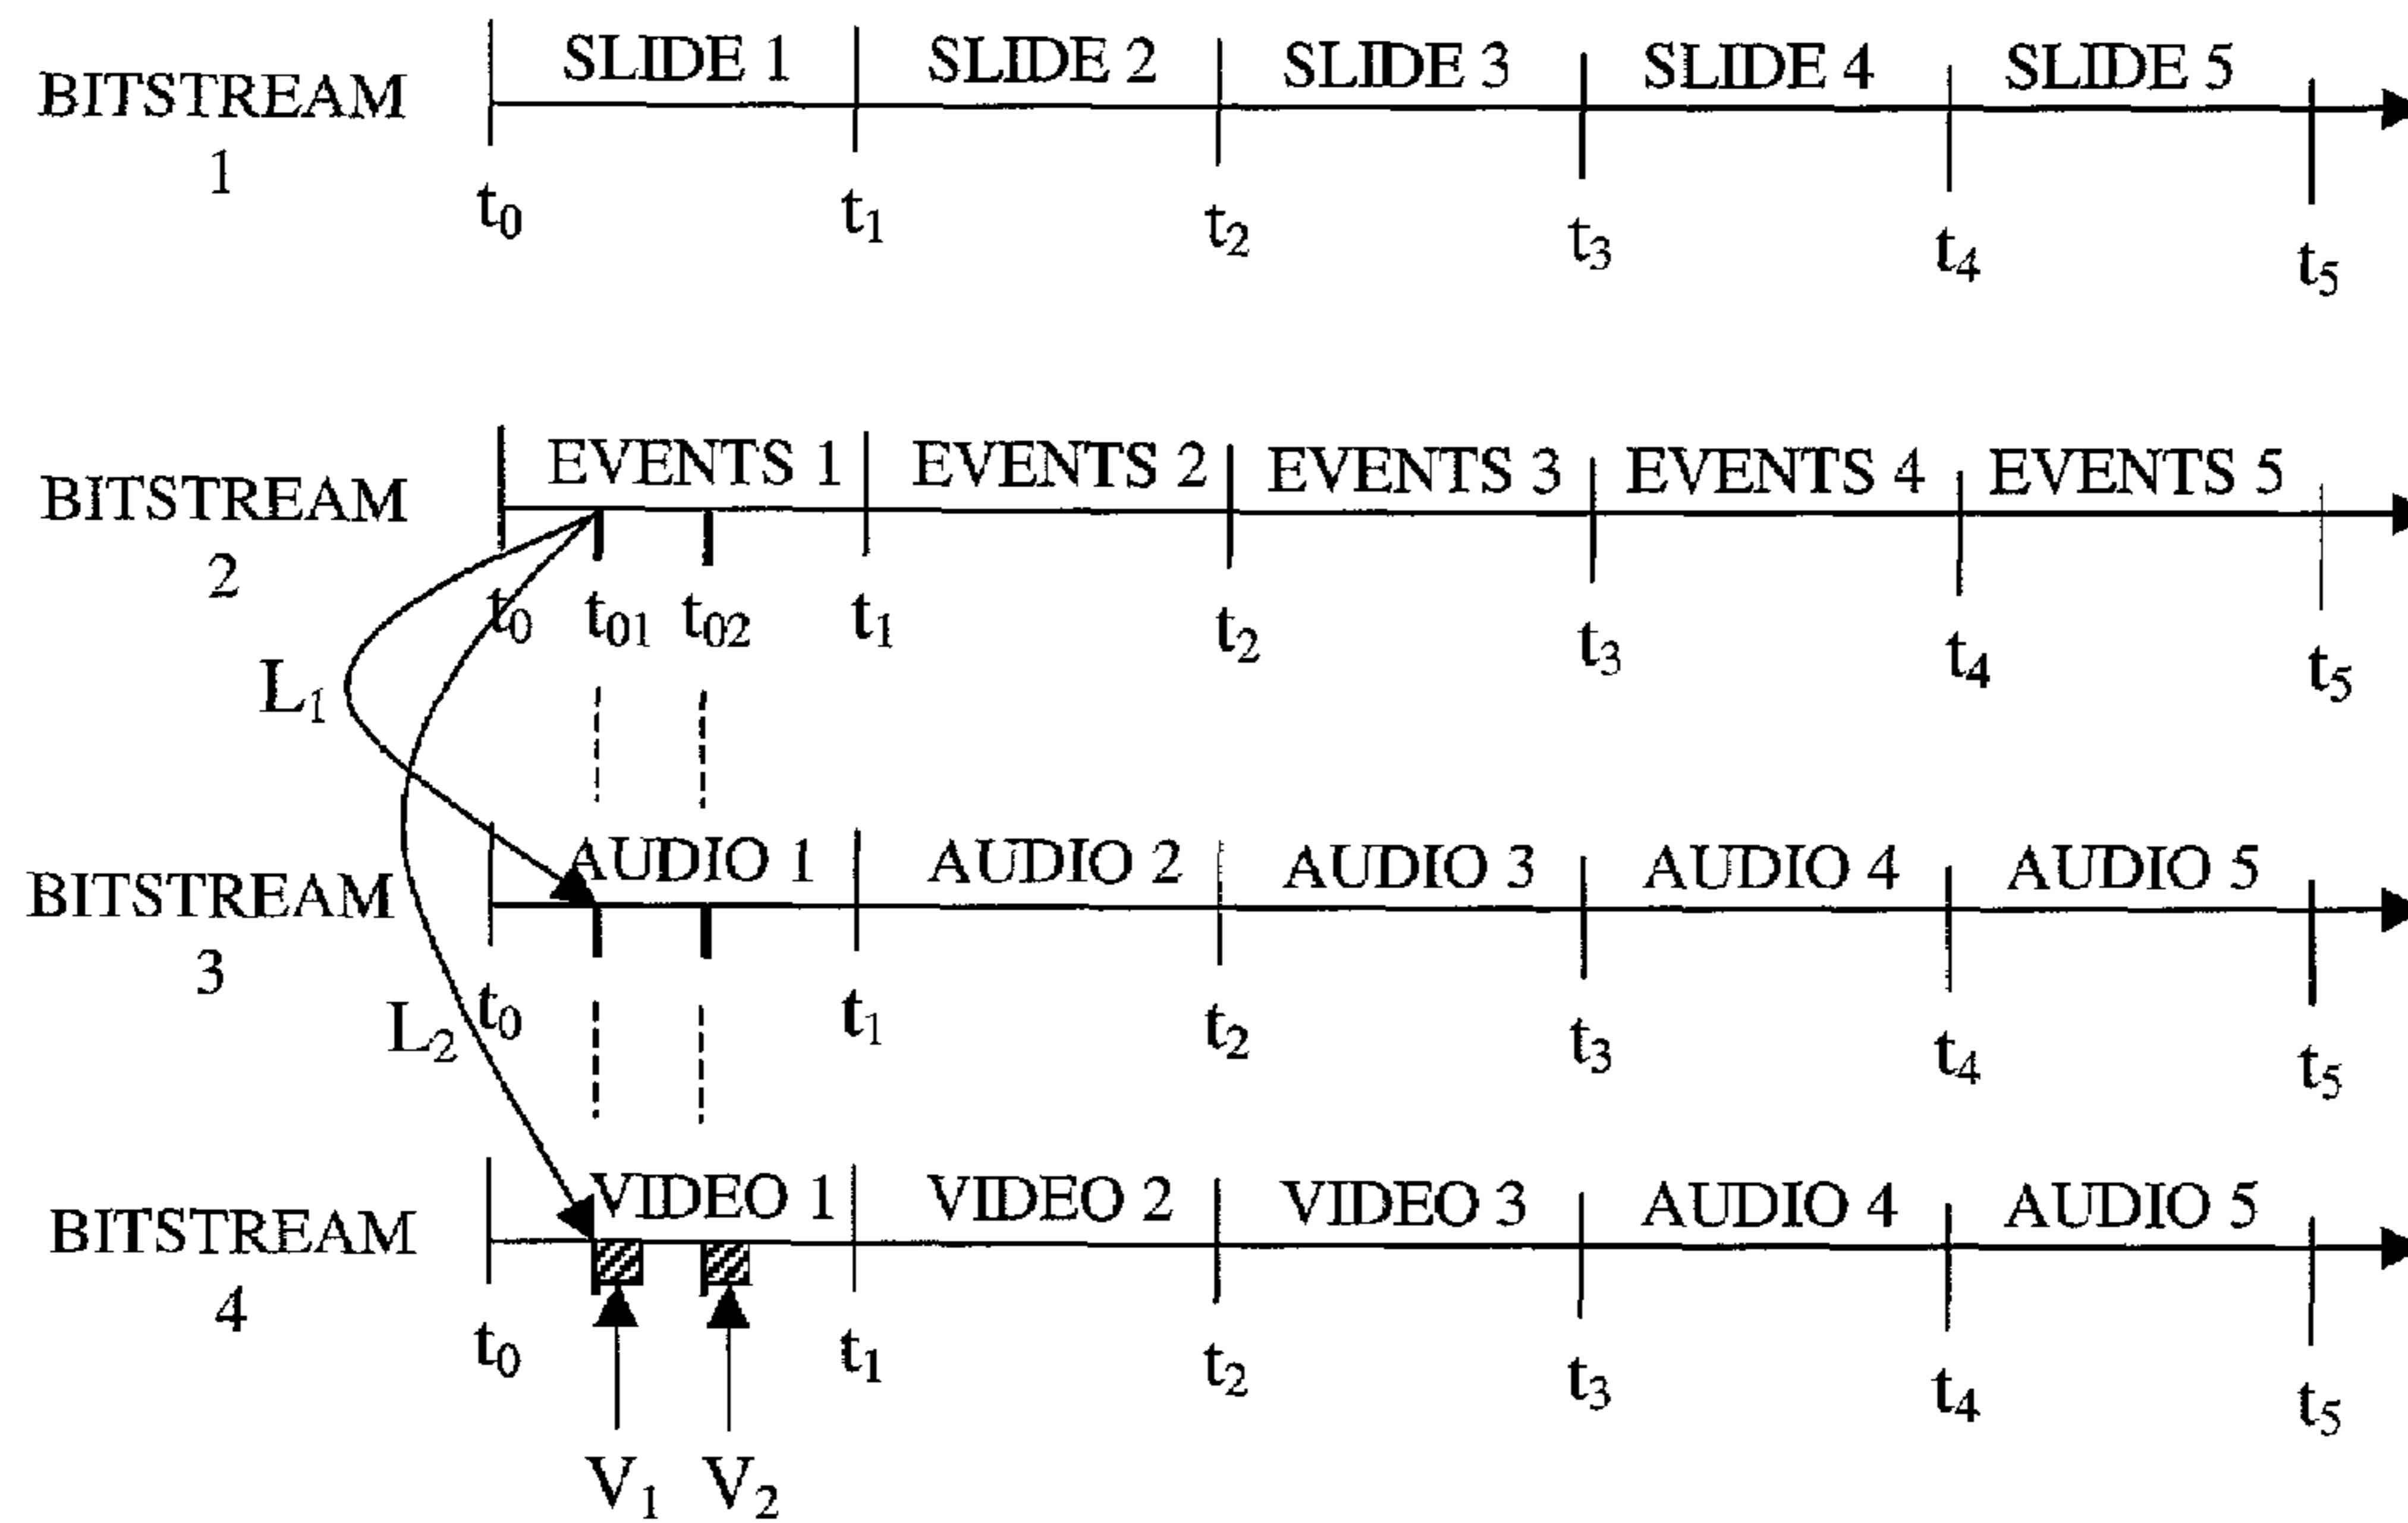 SLIDE 1 SLIDE 2 SLIDE 3 SLIDE 4 SLIDE 5
BITSTREAM
1
t0 t1 t2 t3 t4 t5
EVENTS 1 EVENTS 2 EVENTS 3 EVENTS 4 EVENTS 5
BITSTREAM
2
t0 t01 t02 t1 t2 t3 t4 t5
L1
AUDIO 1 AUDIO 2 AUDIO 3 AUDIO 4 AUDIO 5
BITSTREAM
3
t0 t1 t2 t3 t4 t5
L2
VIDEO 1 VIDEO 2 VIDEO 3 AUDIO 4 AUDIO 5
BITSTREAM
4
t0 t1 t2 t3 t4 t5
V1 V2